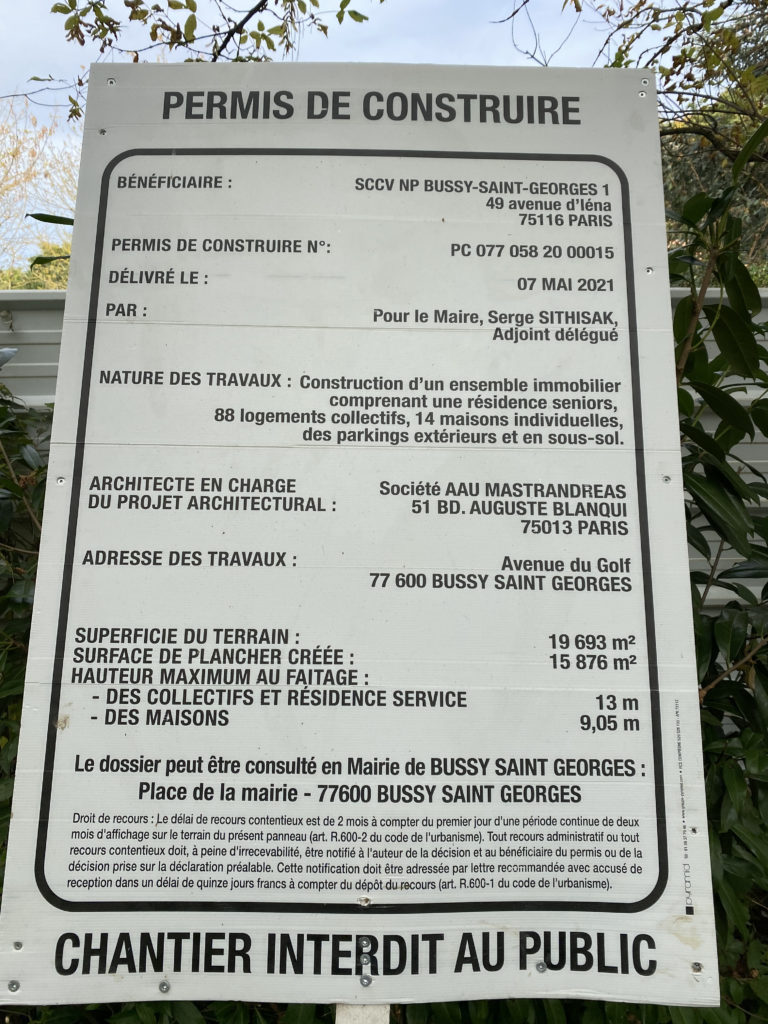 PERMIS DE CONSTRUIRE
BÉNÉFICIAIRE : SCCV NP BUSSY-SAINT-GEORGES 1
49 avenue d'Iéna
75116 PARIS
PERMIS DE CONSTRUIRE N°: PC 077 058 20 00015
DÉLIVRÉ LE : 07 MAI 2021
PAR : Pour le Maire, Serge SITHISAK,
Adjoint délégué
NATURE DES TRAVAUX : Construction d'un ensemble immobilier
comprenant une résidence seniors,
88 logements collectifs, 14 maisons individuelles,
des parkings extérieurs et en sous-sol.
ARCHITECTE EN CHARGE
DU PROJET ARCHITECTURAL : Société AAU MASTRANDREAS
51 BD. AUGUSTE BLANQUI
75013 PARIS
ADRESSE DES TRAVAUX : Avenue du Golf
77 600 BUSSY SAINT GEORGES
SUPERFICIE DU TERRAIN : 19 693 m²
SURFACE DE PLANCHER CRÉÉE : 15 876 m²
HAUTEUR MAXIMUM AU FAITAGE :
- DES COLLECTIFS ET RÉSIDENCE SERVICE 13 m
- DES MAISONS 9,05 m
Le dossier peut être consulté en Mairie de BUSSY SAINT GEORGES :
Place de la mairie - 77600 BUSSY SAINT GEORGES
Droit de recours : Le délai de recours contentieux est de 2 mois à compter du premier jour d'une période continue de deux
mois d'affichage sur le terrain du présent panneau (art. R.600-2 du code de l'urbanisme). Tout recours administratif ou tout
recours contentieux doit, à peine d'irrecevabilité, être notifié à l'auteur de la décision et au bénéficiaire du permis ou de la
décision prise sur la déclaration préalable. Cette notification doit être adressée par lettre recommandée avec accusé de
reception dans un délai de quinze jours francs à compter du dépôt du recours (art. R.600-1 du code de l'urbanisme).
CHANTIER INTERDIT AU PUBLIC
pyramid